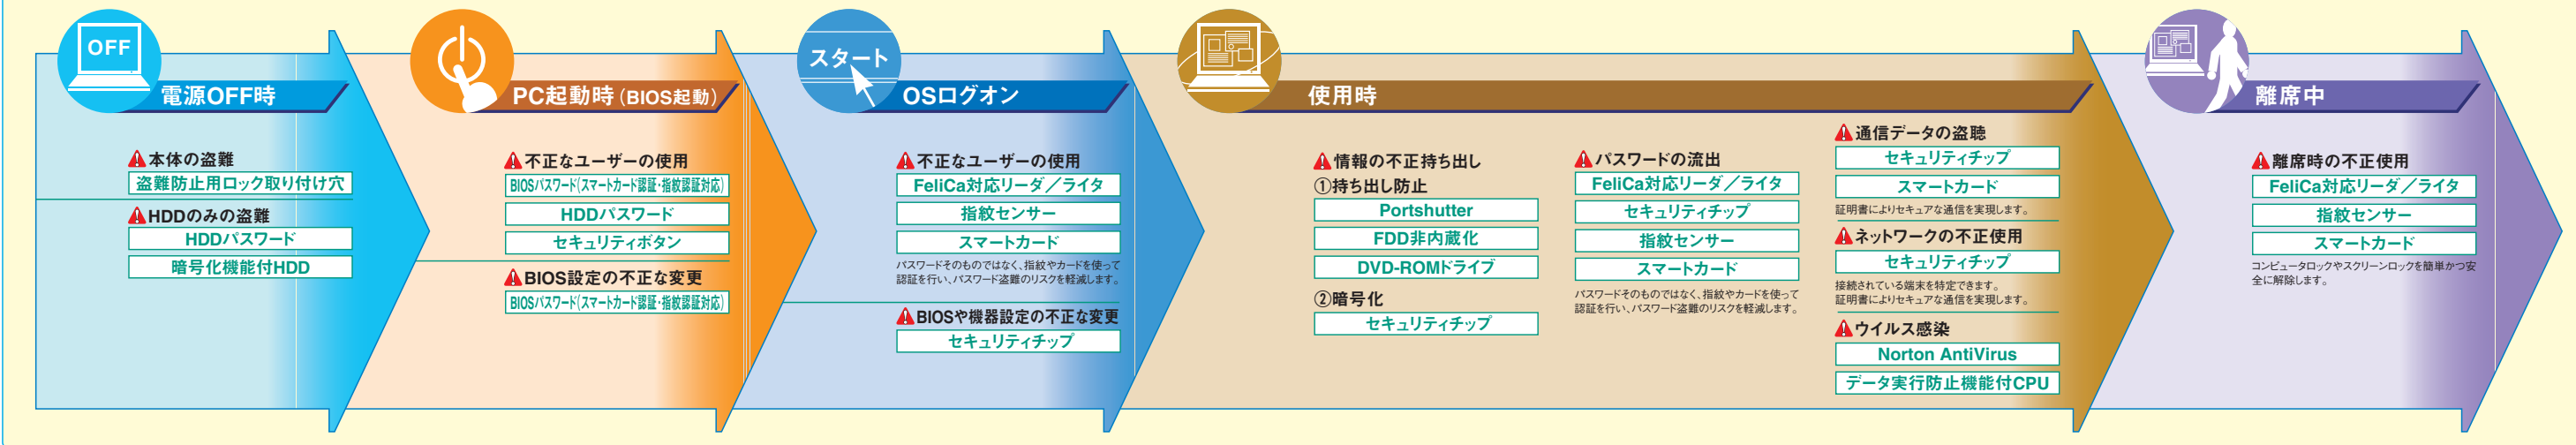 OFF
電源OFF時
本体の盗難
盗難防止用ロック取り付け穴
HDDのみの盗難
HDDパスワード
暗号化機能付HDD
PC起動時（BIOS起動）
不正なユーザーの使用
BIOSパスワード(スマートカード認証・指紋認証対応)
HDDパスワード
セキュリティボタン
BIOS設定の不正な変更
BIOSパスワード(スマートカード認証・指紋認証対応)
スタート
OSログオン
不正なユーザーの使用
FeliCa対応リーダ／ライタ
指紋センサー
スマートカード
パスワードそのものではなく、指紋やカードを使って
認証を行い、パスワード盗難のリスクを軽減します。
BIOSや機器設定の不正な変更
セキュリティチップ
使用時
情報の不正持ち出し
①持ち出し防止
Portshutter
FDD非内蔵化
DVD-ROMドライブ
②暗号化
セキュリティチップ
パスワードの流出
FeliCa対応リーダ／ライタ
セキュリティチップ
指紋センサー
スマートカード
パスワードそのものではなく、指紋やカードを使って
認証を行い、パスワード盗難のリスクを軽減します。
通信データの盗聴
セキュリティチップ
スマートカード
証明書によりセキュアな通信を実現します。
ネットワークの不正使用
セキュリティチップ
接続されている端末を特定できます。
証明書によりセキュアな通信を実現します。
ウイルス感染
Norton AntiVirus
データ実行防止機能付CPU
離席中
離席時の不正使用
FeliCa対応リーダ／ライタ
指紋センサー
スマートカード
コンピュータロックやスクリーンロックを簡単かつ安
全に解除します。